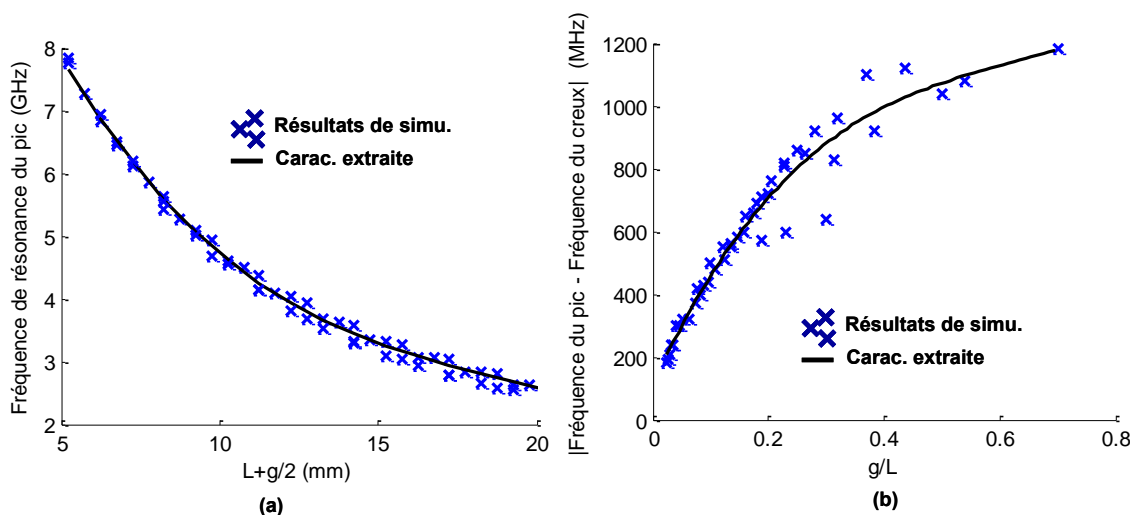 Fréquence de résonance du pic (GHz)
8
7
6
5
4
3
2
5
10
15
20
L+g/2 (mm)
Résultats de simu.
Carac. extraite
(a)
|Fréquence du pic - Fréquence du creux| (MHz)
1200
1000
800
600
400
200
0
0
0.2
0.4
0.6
0.8
g/L
Résultats de simu.
Carac. extraite
(b)